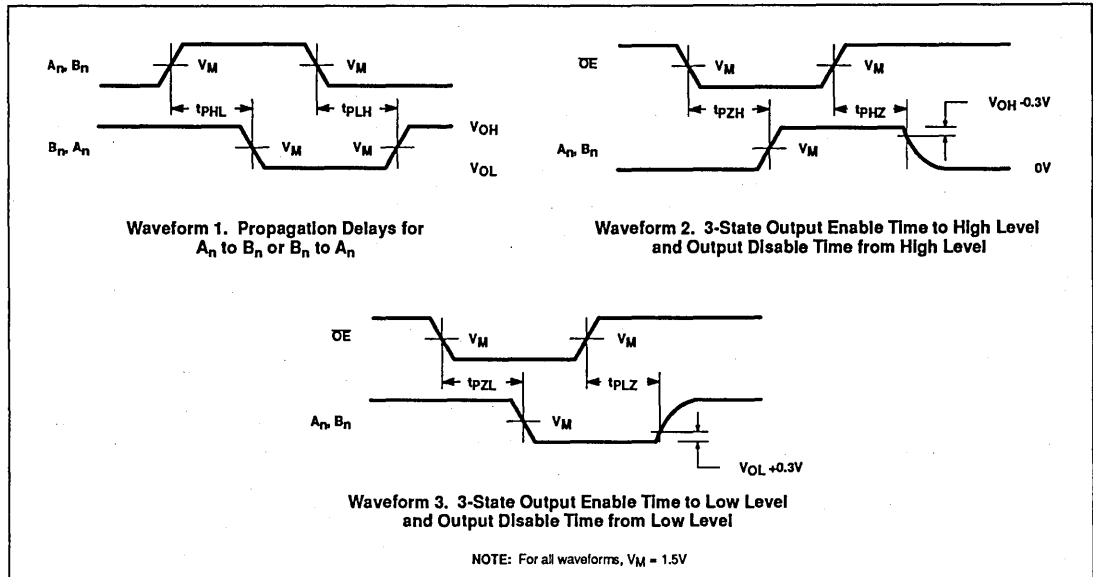 An, Bn
VM
VM
tPHL
tPLH
Bn, An
VM
VM
VOH
VOL
Waveform 1. Propagation Delays for
An to Bn or Bn to An
OE
VM
VM
tPZH
tPHZ
VOH -0.3V
An, Bn
VM
0V
Waveform 2. 3-State Output Enable Time to High Level
and Output Disable Time from High Level
OE
VM
VM
tPZL
tPLZ
An, Bn
VM
VOL +0.3V
Waveform 3. 3-State Output Enable Time to Low Level
and Output Disable Time from Low Level
NOTE: For all waveforms, VM = 1.5V